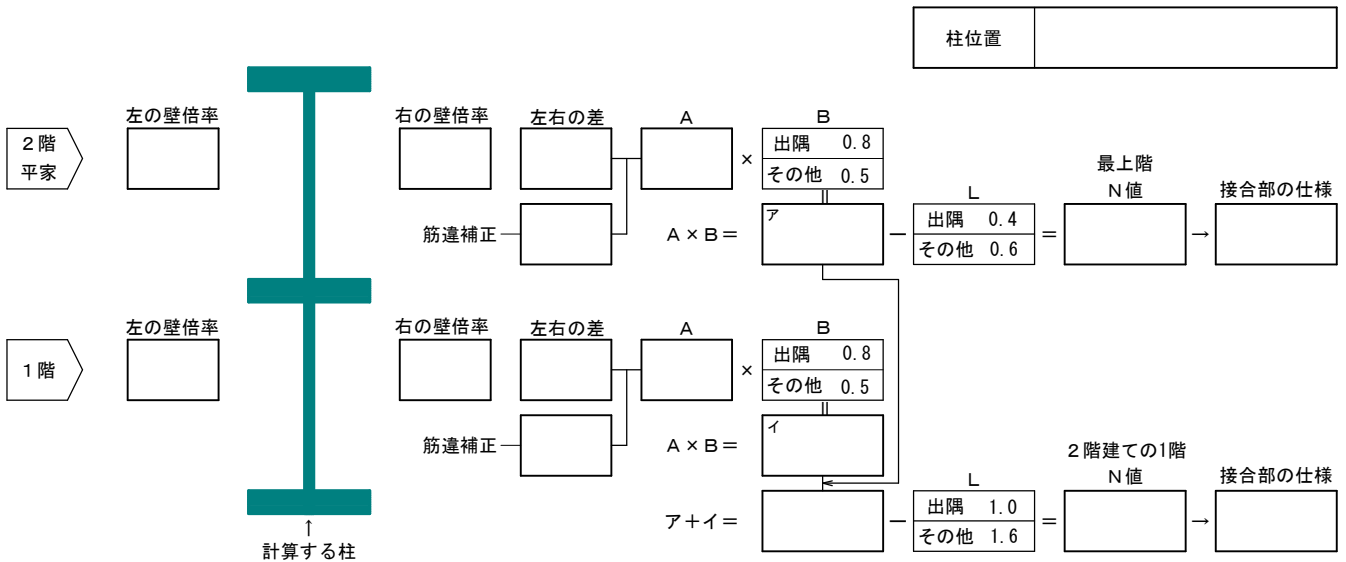 柱位置
左の壁倍率
右の壁倍率
左右の差
A
B
2階
平家
×
出隅 0.8
その他 0.5
筋違補正
A×B=
ア
－
L
出隅 0.4
その他 0.6
=
最上階
N値
→
接合部の仕様
左の壁倍率
右の壁倍率
左右の差
A
B
1階
×
出隅 0.8
その他 0.5
筋違補正
A×B=
イ
ア+イ=
－
L
出隅 1.0
その他 1.6
=
2階建ての1階
N値
→
接合部の仕様
↑
計算する柱